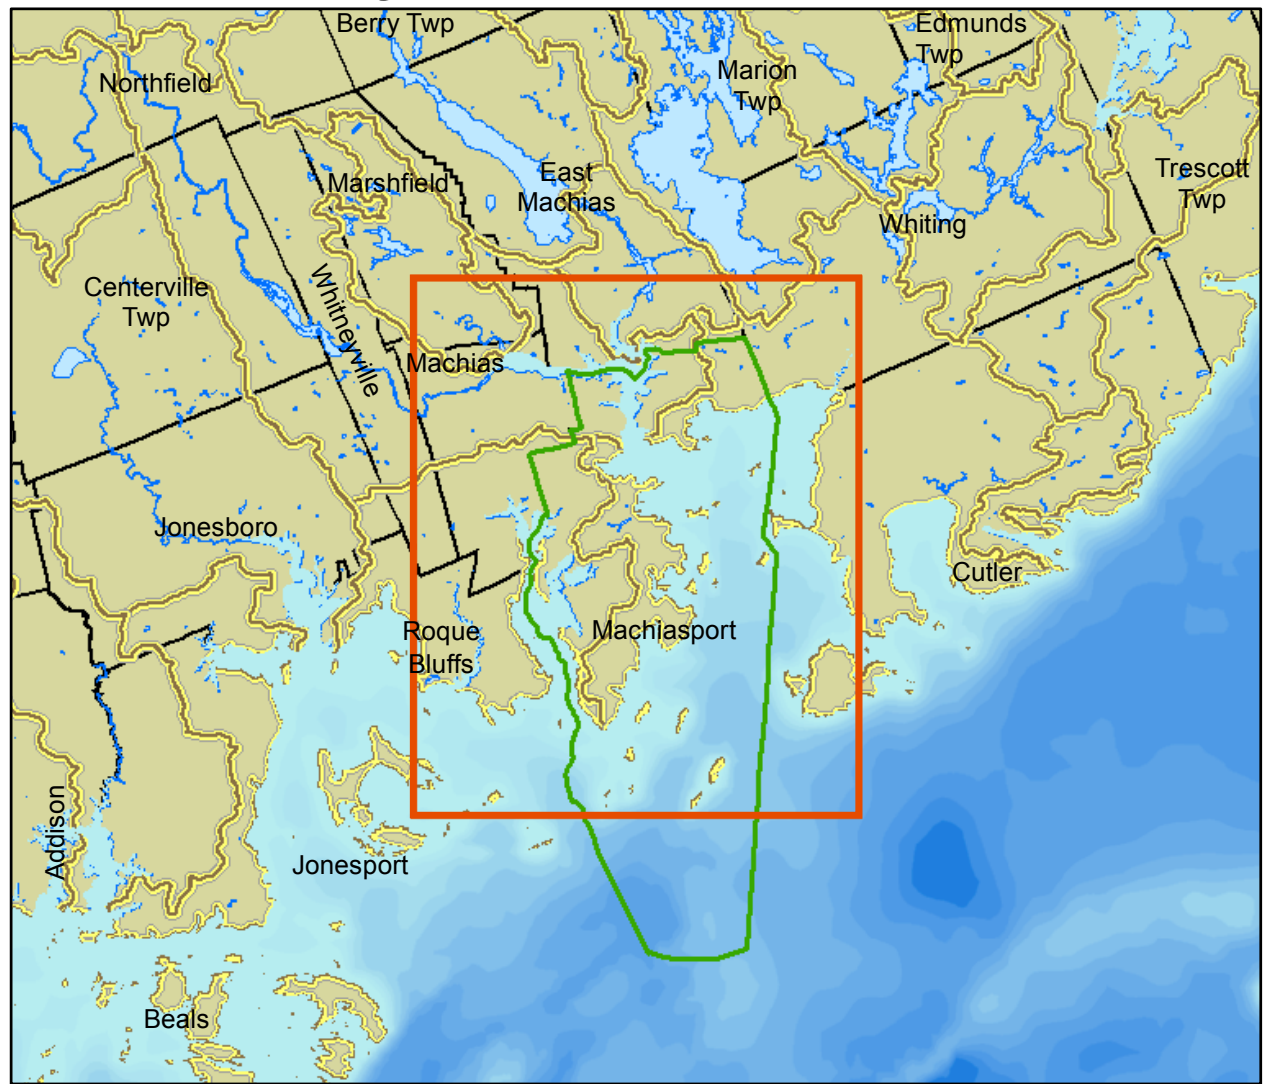 Berry Twp
Edmunds
Twp
Northfield
Marion
Twp
East
Machias
Marshfield
Trescott
Twp
Whiting
Centerville
Twp
Whitneyville
Machias
Jonesboro
Cutler
Roque
Bluffs
Machiasport
Addison
Jonesport
Beals